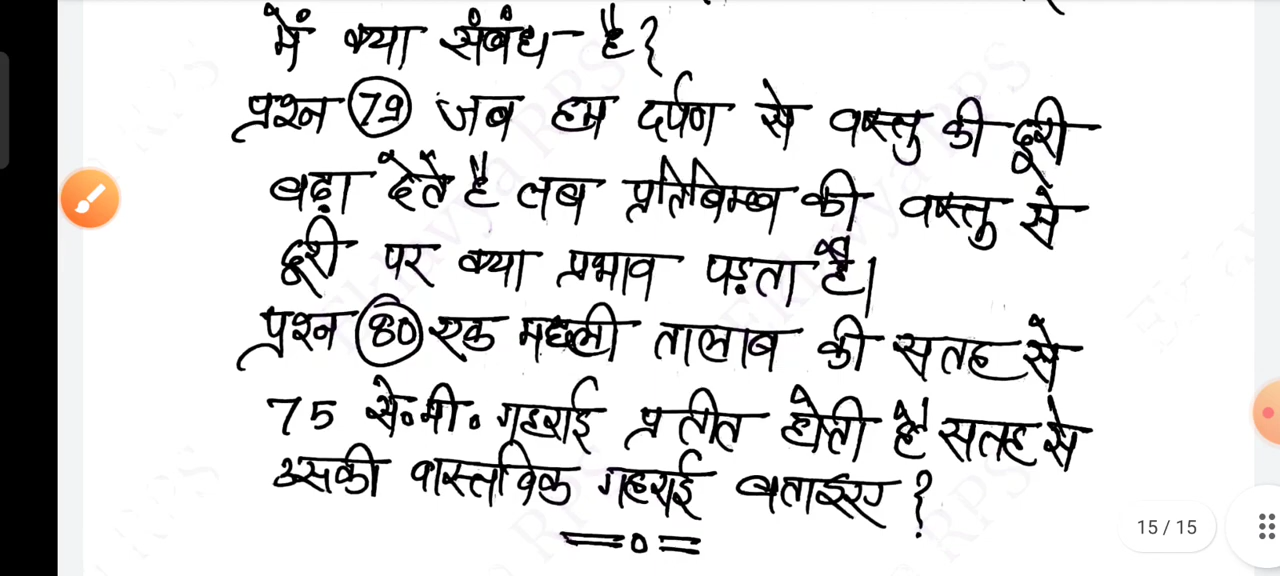 में क्या संबंध है?
प्रश्न 79 जब हम दर्पण से वस्तु की दूरी
बढ़ा देतें है तब प्रतिबिम्ब की वस्तु से
दूरी पर क्या प्रभाव पड़ता है।
प्रश्न 80 एक मछली तालाब की सतह से
75 से.मी. गहराई प्रतीत होती है सतह से
उसकी वास्तविक गहराई बताइए?
=0=
15 / 15